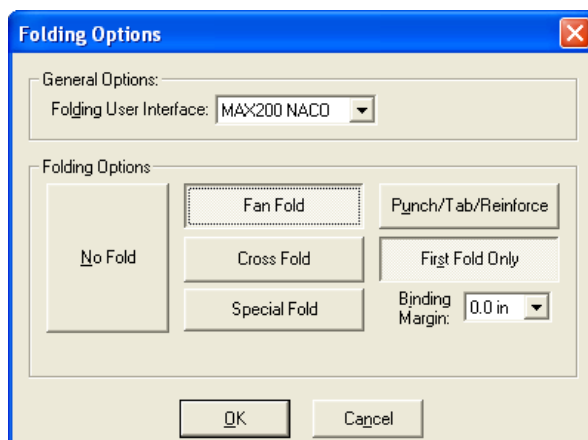 Folding Options
General Options:
Folding User Interface: MAX200 NACO
Folding Options
No Fold
Fan Fold
Punch/Tab/Reinforce
Cross Fold
First Fold Only
Special Fold
Binding
Margin: 0.0 in
OK
Cancel